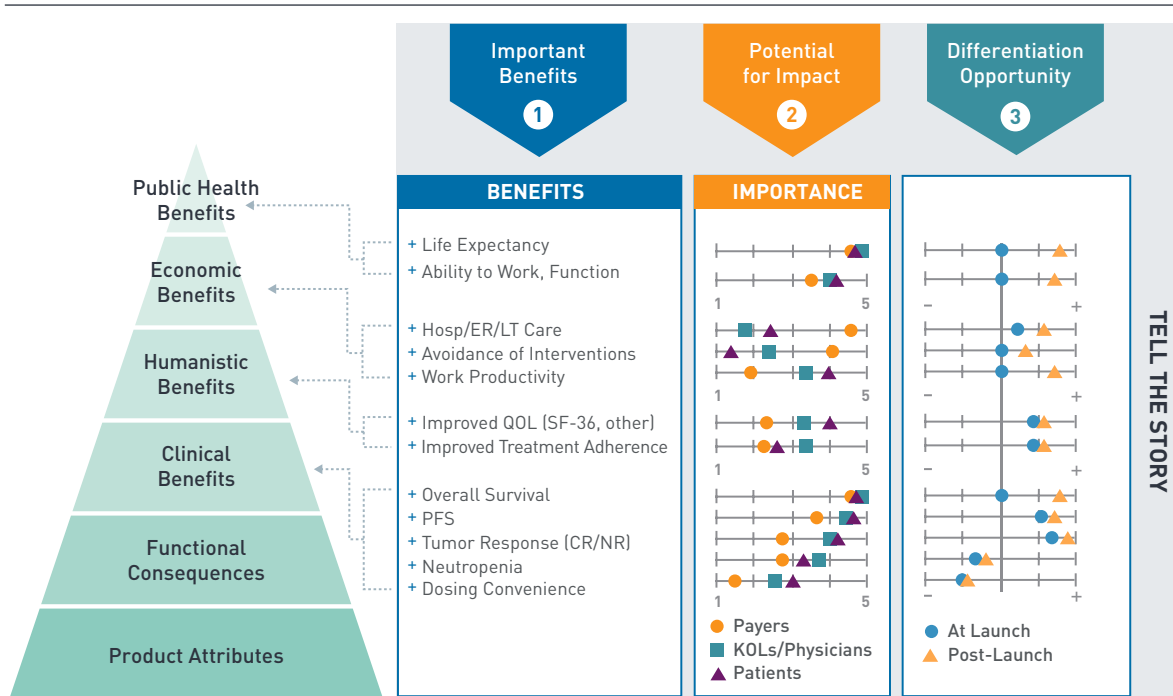 Important
Benefits
1
Potential
for Impact
2
Differentiation
Opportunity
3
Public Health
Benefits
Economic
Benefits
Humanistic
Benefits
Clinical
Benefits
Functional
Consequences
Product Attributes
BENEFITS
+ Life Expectancy
+ Ability to Work, Function
+ Hosp/ER/LT Care
+ Avoidance of Interventions
+ Work Productivity
+ Improved QOL (SF-36, other)
+ Improved Treatment Adherence
+ Overall Survival
+ PFS
+ Tumor Response (CR/NR)
+ Neutropenia
+ Dosing Convenience
IMPORTANCE
1 5
1 5
1 5
1 5
Payers
KOLs/Physicians
Patients
- +
- +
- +
- +
At Launch
Post-Launch
TELL THE STORY